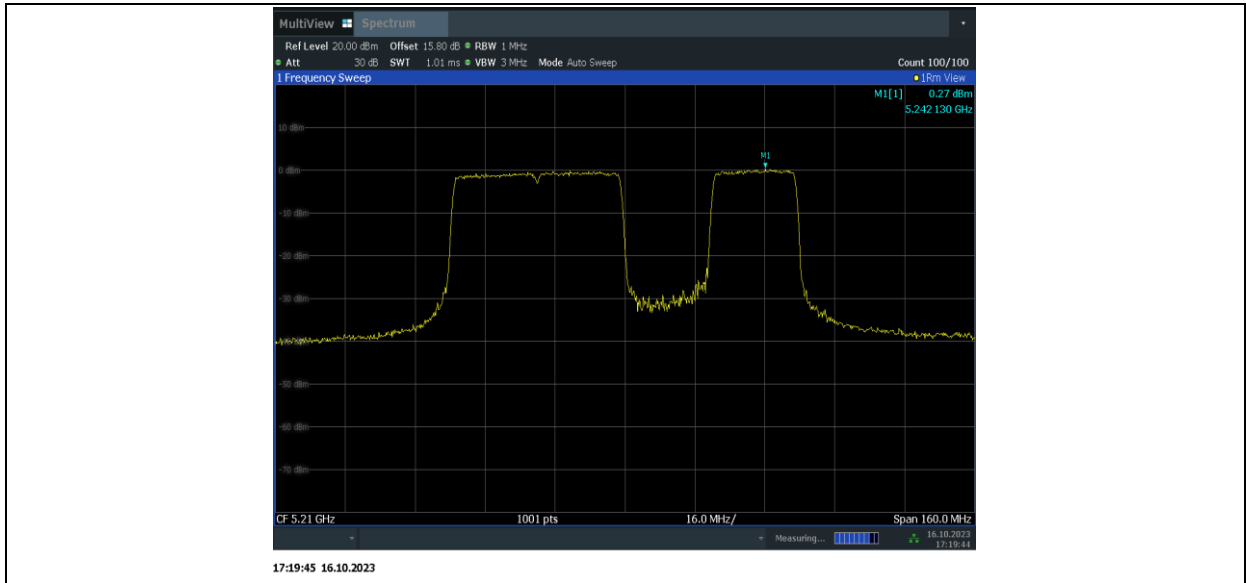 MultiView Spectrum
Ref Level 20.00 dBm Offset 15.80 dB RBW 1 MHz
Att 30 dB SWT 1.01 ms VBW 3 MHz Mode Auto Sweep Count 100/100
1 Frequency Sweep 1Rm View
M1[1] 0.27 dBm
5.242 130 GHz
10 dBm
M1
0 dBm
-10 dBm
-20 dBm
-30 dBm
-50 dBm
-60 dBm
-70 dBm
CF 5.21 GHz 1001 pts 16.0 MHz/ Span 160.0 MHz
Measuring... 16.10.2023
17:19:44
17:19:45 16.10.2023